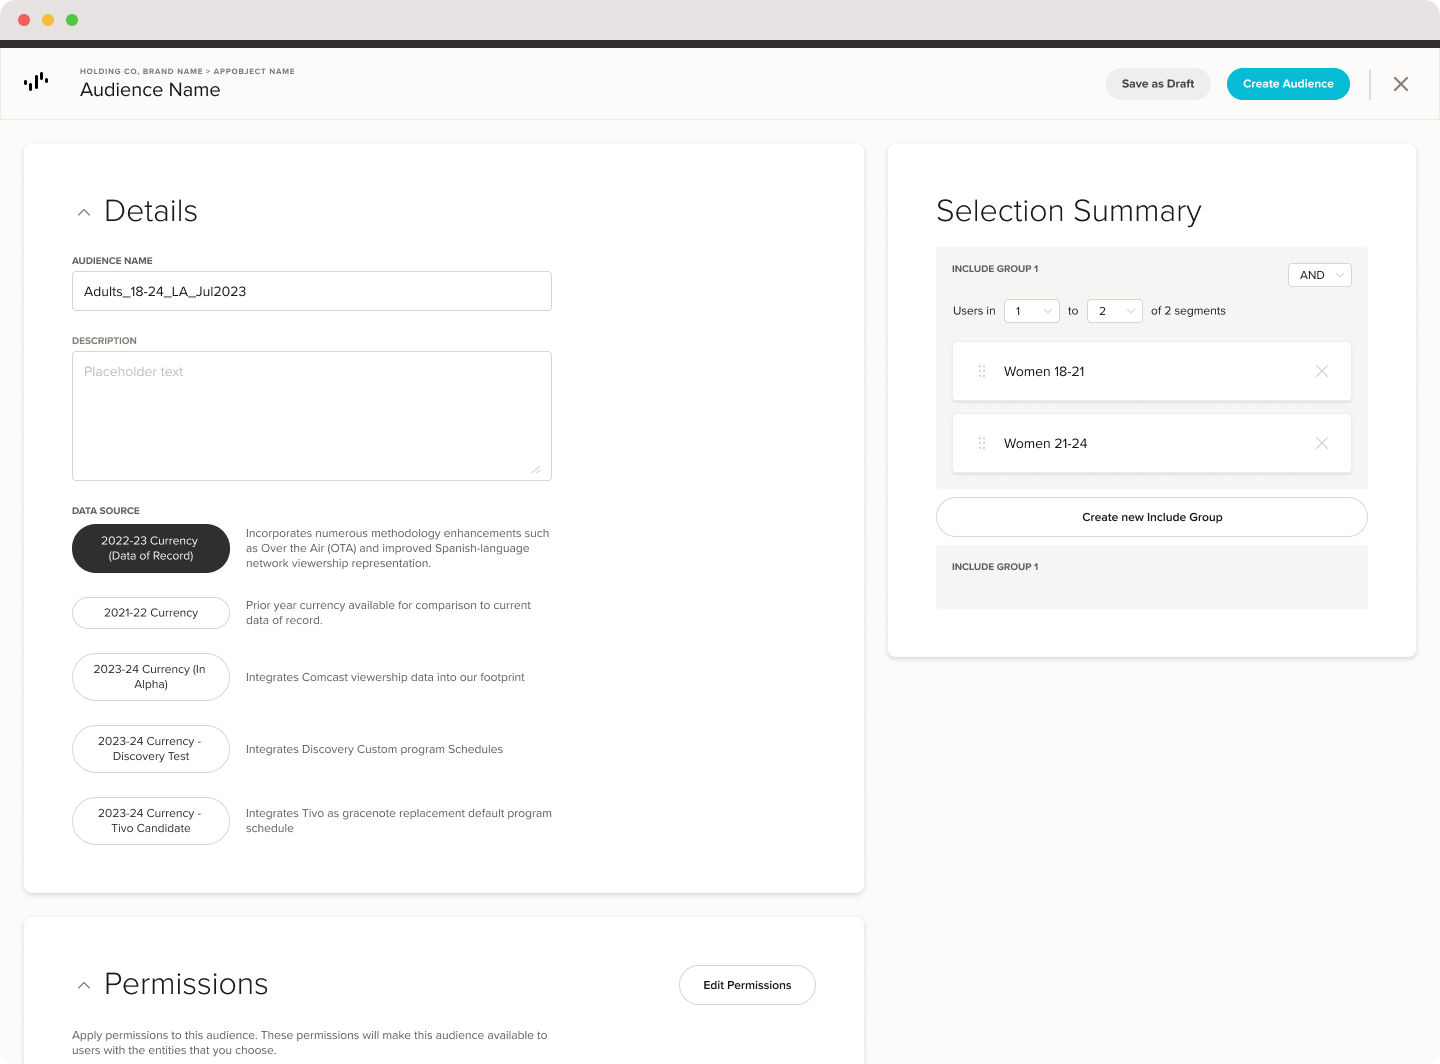 HOLDING CO, BRAND NAME > APPOBJECT NAME
Audience Name
Save as Draft
Create Audience
Details
AUDIENCE NAME
Adults_18-24_LA_Jul2023
DESCRIPTION
Placeholder text
DATA SOURCE
2022-23 Currency
(Data of Record)
Incorporates numerous methodology enhancements such
as Over the Air (OTA) and improved Spanish-language
network viewership representation.
2021-22 Currency
Prior year currency available for comparison to current
data of record.
2023-24 Currency (In
Alpha)
Integrates Comcast viewership data into our footprint
2023-24 Currency -
Discovery Test
Integrates Discovery Custom program Schedules
2023-24 Currency -
Tivo Candidate
Integrates Tivo as gracenote replacement default program
schedule
Permissions
Edit Permissions
Apply permissions to this audience. These permissions will make this audience available to
users with the entities that you choose.
Selection Summary
INCLUDE GROUP 1
AND
Users in 1 to 2 of 2 segments
Women 18-21
Women 21-24
Create new Include Group
INCLUDE GROUP 1